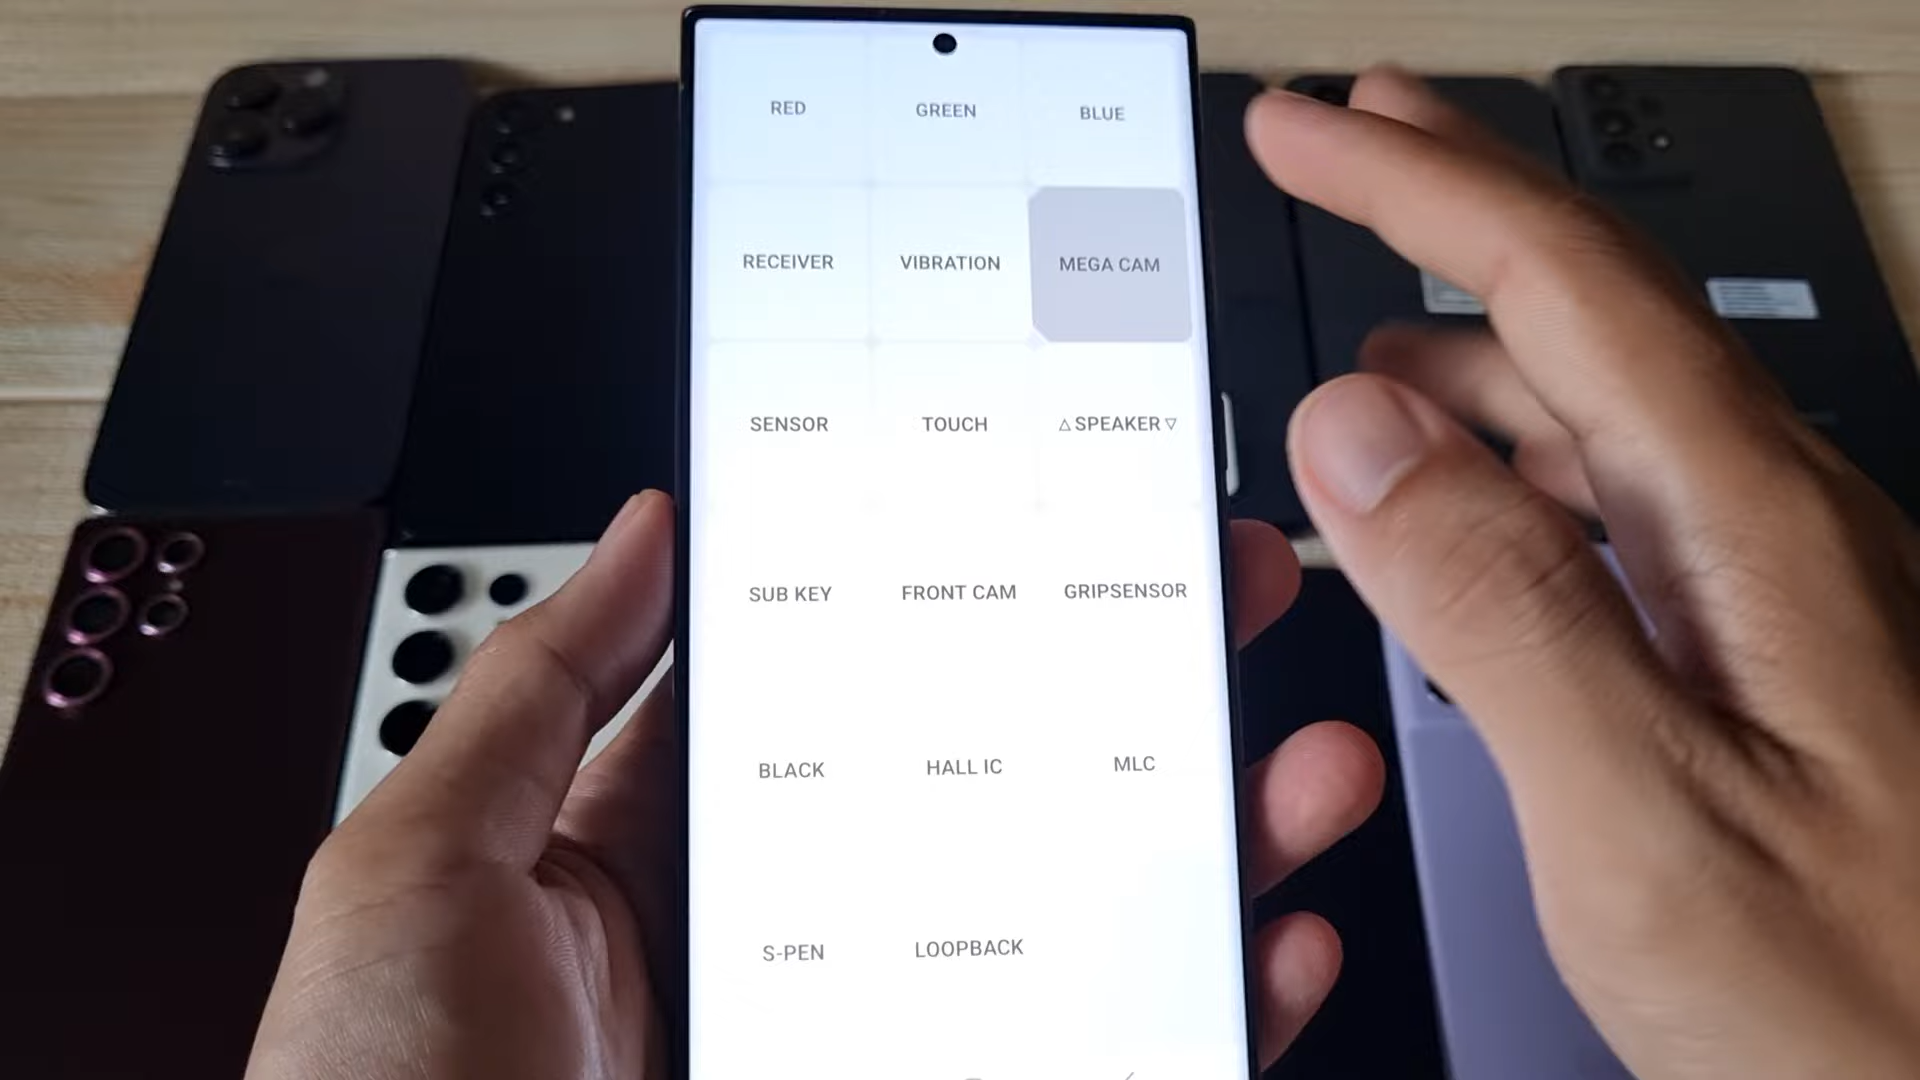 RED GREEN BLUE
RECEIVER VIBRATION MEGA CAM
SENSOR TOUCH △ SPEAKER ▽
SUB KEY FRONT CAM GRIPSENSOR
BLACK HALL IC MLC
S-PEN LOOPBACK